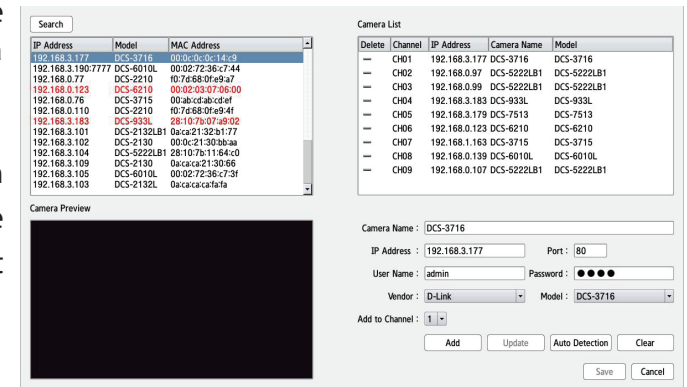 Search
IP Address Model MAC Address
192.168.3.177 DCS-3716 00:0c:0c:0c:14:c9
192.168.3.190:7777 DCS-6010L 00:02:72:36:c7:44
192.168.0.77 DCS-2210 f0:7d:68:0f:e9:a7
192.168.0.123 DCS-6210 00:02:03:07:06:00
192.168.0.76 DCS-3715 00:ab:cd:ab:cd:ef
192.168.0.110 DCS-2210 f0:7d:68:0f:e9:4f
192.168.3.183 DCS-933L 28:10:7b:07:a9:02
192.168.3.101 DCS-2132LB1 0a:ca:21:32:b1:77
192.168.3.102 DCS-2130 00:0c:21:30:bb:aa
192.168.3.104 DCS-5222LB1 28:10:7b:11:64:c0
192.168.3.109 DCS-2130 0a:ca:ca:21:30:66
192.168.3.105 DCS-6010L 00:02:72:36:c7:3f
192.168.3.103 DCS-2132L 0a:ca:ca:ca:fa:fa
Camera Preview
Camera List
Delete Channel IP Address Camera Name Model
— CH01 192.168.3.177 DCS-3716 DCS-3716
— CH02 192.168.0.97 DCS-5222LB1 DCS-5222LB1
— CH03 192.168.0.99 DCS-5222LB1 DCS-5222LB1
— CH04 192.168.3.183 DCS-933L DCS-933L
— CH05 192.168.3.179 DCS-7513 DCS-7513
— CH06 192.168.0.123 DCS-6210 DCS-6210
— CH07 192.168.1.163 DCS-3715 DCS-3715
— CH08 192.168.0.139 DCS-6010L DCS-6010L
— CH09 192.168.0.107 DCS-5222LB1 DCS-5222LB1
Camera Name : DCS-3716
IP Address : 192.168.3.177 Port : 80
User Name : admin Password : ●●●●
Vendor : D-Link Model : DCS-3716
Add to Channel : 1
Add Update Auto Detection Clear
Save Cancel